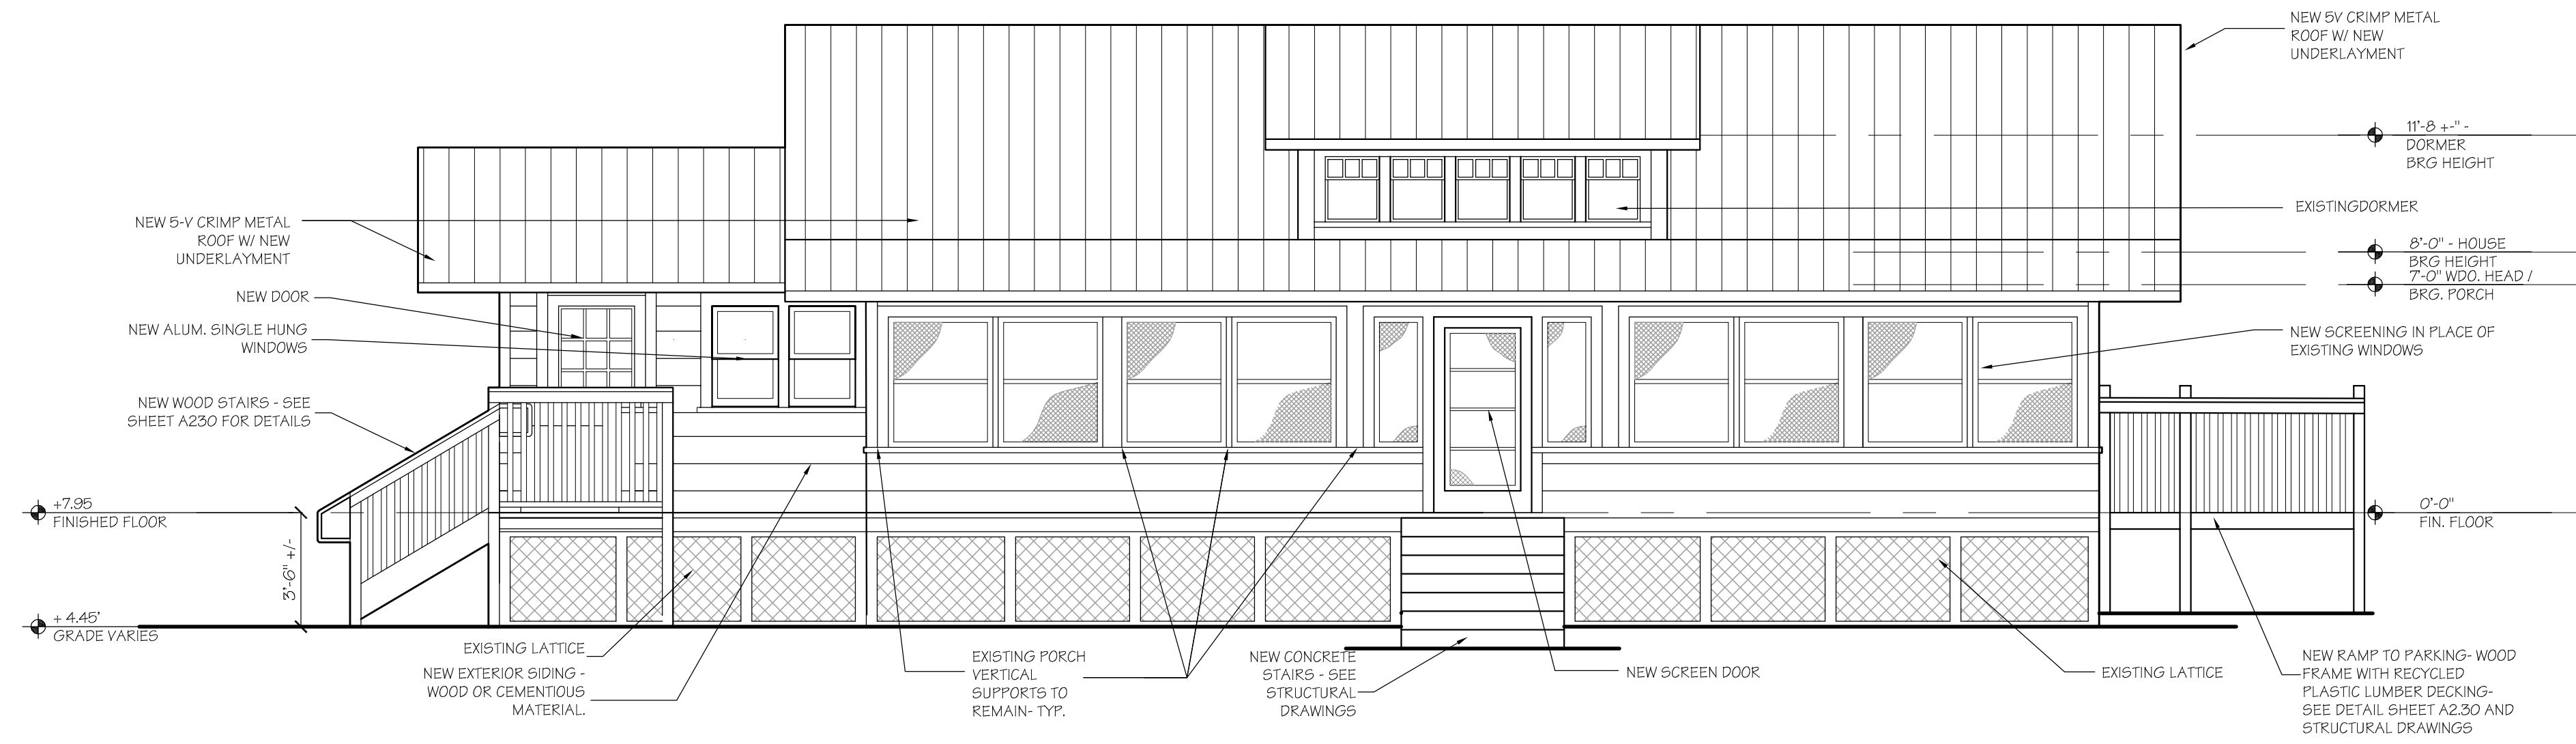 NEW 5V CRIMP METAL
ROOF W/ NEW
UNDERLAYMENT
11'-8 +-" -
DORMER
BRG HEIGHT
EXISTINGDORMER
8'-0" - HOUSE
BRG HEIGHT
7'-0" WDO. HEAD /
BRG. PORCH
NEW SCREENING IN PLACE OF
EXISTING WINDOWS
0'-0"
FIN. FLOOR
NEW 5-V CRIMP METAL
ROOF W/ NEW
UNDERLAYMENT
NEW DOOR
NEW ALUM. SINGLE HUNG
WINDOWS
NEW WOOD STAIRS - SEE
SHEET A230 FOR DETAILS
+7.95
FINISHED FLOOR
3'-6" +/-
+ 4.45'
GRADE VARIES
EXISTING LATTICE
NEW EXTERIOR SIDING -
WOOD OR CEMENTIOUS
MATERIAL.
EXISTING PORCH
VERTICAL
SUPPORTS TO
REMAIN- TYP.
NEW CONCRETE
STAIRS - SEE
STRUCTURAL
DRAWINGS
NEW SCREEN DOOR
EXISTING LATTICE
NEW RAMP TO PARKING- WOOD
FRAME WITH RECYCLED
PLASTIC LUMBER DECKING-
SEE DETAIL SHEET A2.30 AND
STRUCTURAL DRAWINGS